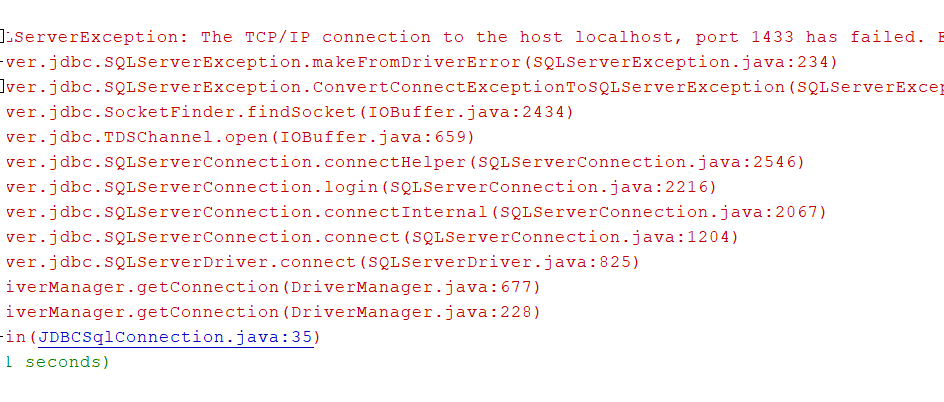 LServerException: The TCP/IP connection to the host localhost, port 1433 has failed.
ver.jdbc.SQLServerException.makeFromDriverError(SQLServerException.java:234)
ver.jdbc.SQLServerException.ConvertConnectExceptionToSQLServerException(SQLServerExcep
ver.jdbc.SocketFinder.findSocket(IOBuffer.java:2434)
ver.jdbc.TDSChannel.open(IOBuffer.java:659)
ver.jdbc.SQLServerConnection.connectHelper(SQLServerConnection.java:2546)
ver.jdbc.SQLServerConnection.login(SQLServerConnection.java:2216)
ver.jdbc.SQLServerConnection.connectInternal(SQLServerConnection.java:2067)
ver.jdbc.SQLServerConnection.connect(SQLServerConnection.java:1204)
ver.jdbc.SQLServerDriver.connect(SQLServerDriver.java:825)
iverManager.getConnection(DriverManager.java:677)
iverManager.getConnection(DriverManager.java:228)
in(JDBCSqlConnection.java:35)
seconds)